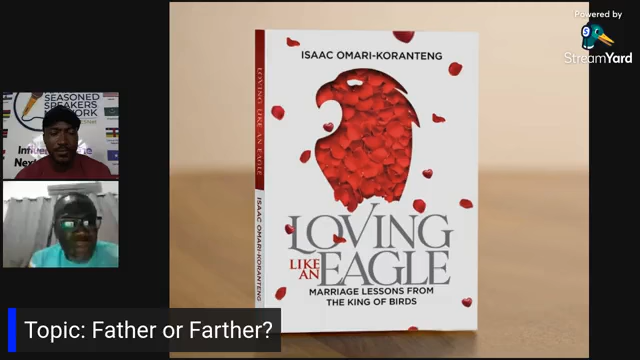 Powered by
StreamYard
ISAAC OMARI-KORANTENG
LOVING LIKE AN EAGLE
ISAAC OMARI-KORANTENG
LOVING
LIKE
AN
EAGLE
MARRIAGE LESSONS FROM
THE KING OF BIRDS
SEASONED
SPEAKERS
Topic: Father or Farther?